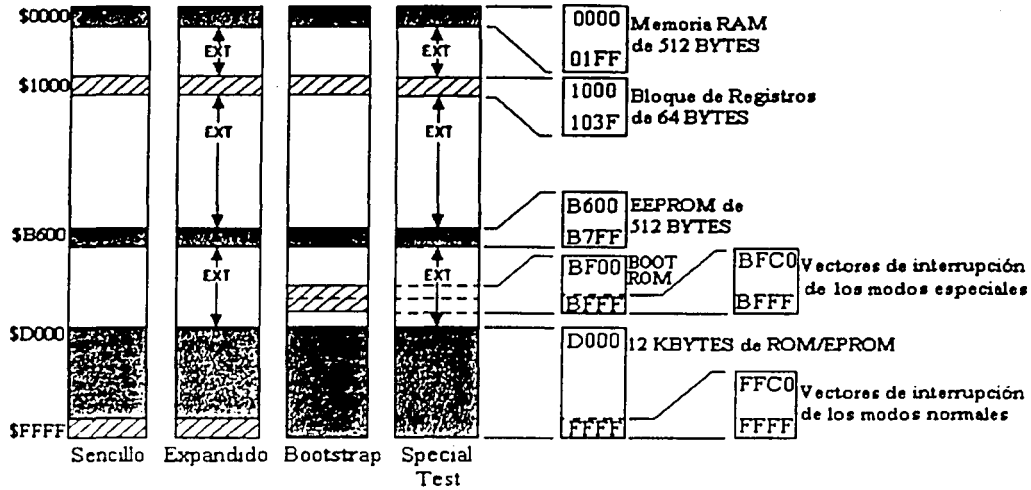 $0000
$1000
$B600
$D000
$FFFF
EXT
EXT
EXT
EXT
EXT
EXT
Sencillo
Expandido
Bootstrap
Special
Test
0000
01FF
Memoria RAM
de 512 BYTES
1000
103F
Bloque de Registros
de 64 BYTES
B600
B7FF
EEPROM de
512 BYTES
BF00
BFFF
BOOT
ROM
BFC0
BFFF
Vectores de interrupción
de los modos especiales
D000
FFFF
12 KBYTES de ROM/EPROM
FFC0
FFFF
Vectores de interrupción
de los modos normales